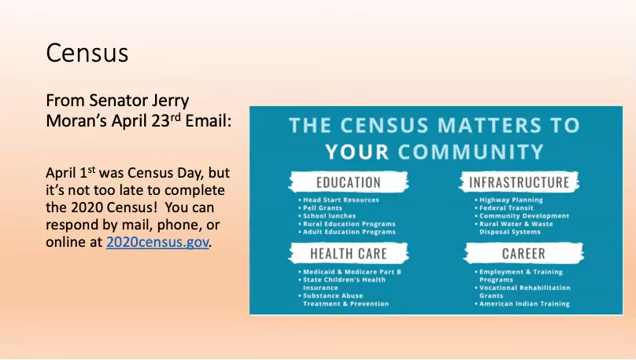 Census
From Senator Jerry
Moran's April 23rd Email:
April 1st was Census Day, but
it's not too late to complete
the 2020 Census! You can
respond by mail, phone, or
online at 2020census.gov.
THE CENSUS MATTERS TO
YOUR COMMUNITY
EDUCATION
• Head Start Resources
• Pell Grants
• School lunches
• Rural Education Programs
• Adult Education Programs
INFRASTRUCTURE
• Highway Planning
• Federal Transit
• Community Development
• Rural Water & Waste
Disposal Systems
HEALTH CARE
• Medicaid & Medicare Part B
• State Children's Health
Insurance
• Substance Abuse
Treatment & Prevention
CAREER
• Employment & Training
Programs
• Vocational Rehabilitation
Grants
• American Indian Training